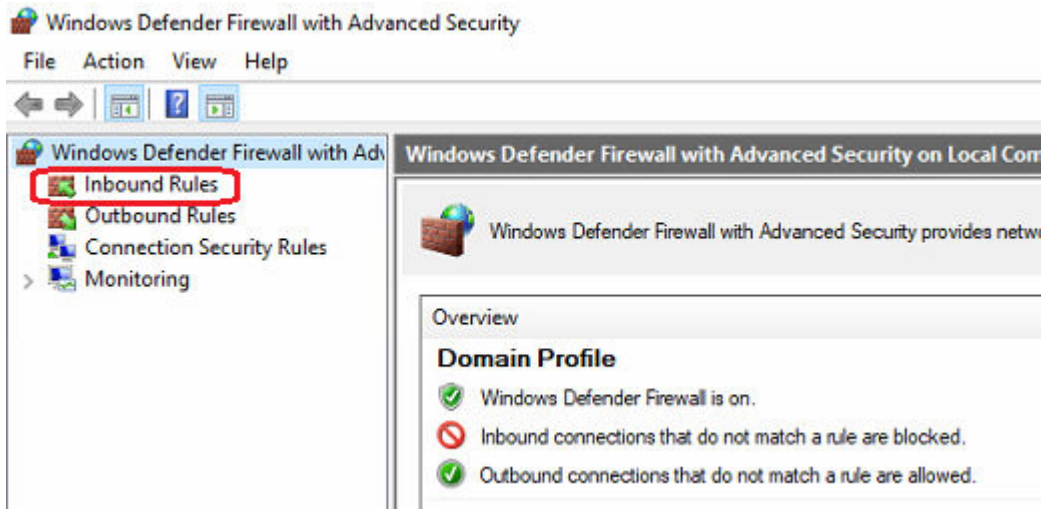 Windows Defender Firewall with Advanced Security
File Action View Help
Windows Defender Firewall with Adv
Inbound Rules
Outbound Rules
Connection Security Rules
Monitoring
Windows Defender Firewall with Advanced Security on Local Com
Windows Defender Firewall with Advanced Security provides netwo
Overview
Domain Profile
Windows Defender Firewall is on.
Inbound connections that do not match a rule are blocked.
Outbound connections that do not match a rule are allowed.